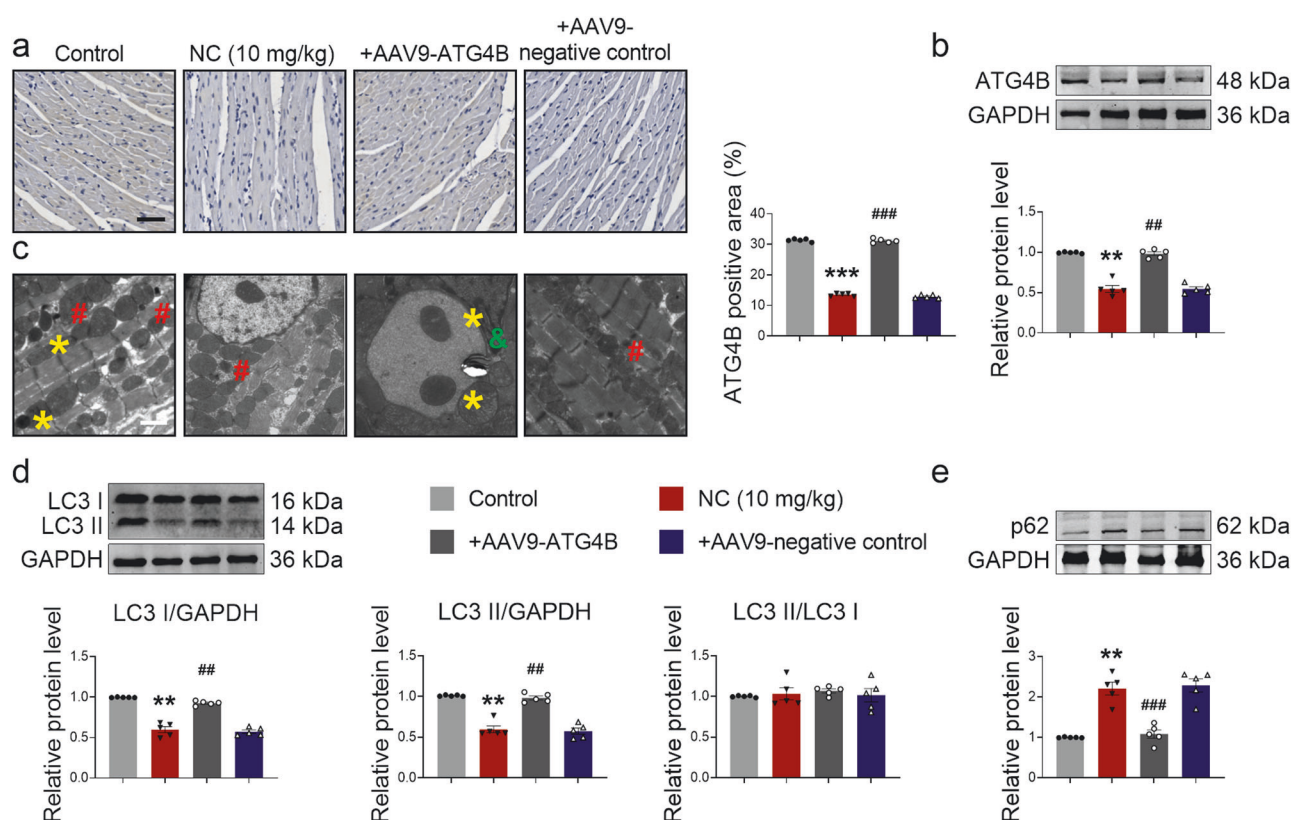 a
Control
NC (10 mg/kg)
+AAV9-ATG4B
+AAV9-
negative control
ATG4B positive area (%)
40
30
20
10
0
***
###
b
ATG4B
48 kDa
GAPDH
36 kDa
Relative protein level
1.5
1.0
0.5
0.0
**
##
c
#
#
*
*
#
*
&
*
#
d
LC3 I
16 kDa
LC3 II
14 kDa
GAPDH
36 kDa
Control
NC (10 mg/kg)
+AAV9-ATG4B
+AAV9-negative control
LC3 I/GAPDH
Relative protein level
1.5
1.0
0.5
0.0
**
##
LC3 II/GAPDH
Relative protein level
1.5
1.0
0.5
0.0
**
##
LC3 II/LC3 I
Relative protein level
1.5
1.0
0.5
0.0
e
p62
62 kDa
GAPDH
36 kDa
Relative protein level
3
2
1
0
**
###